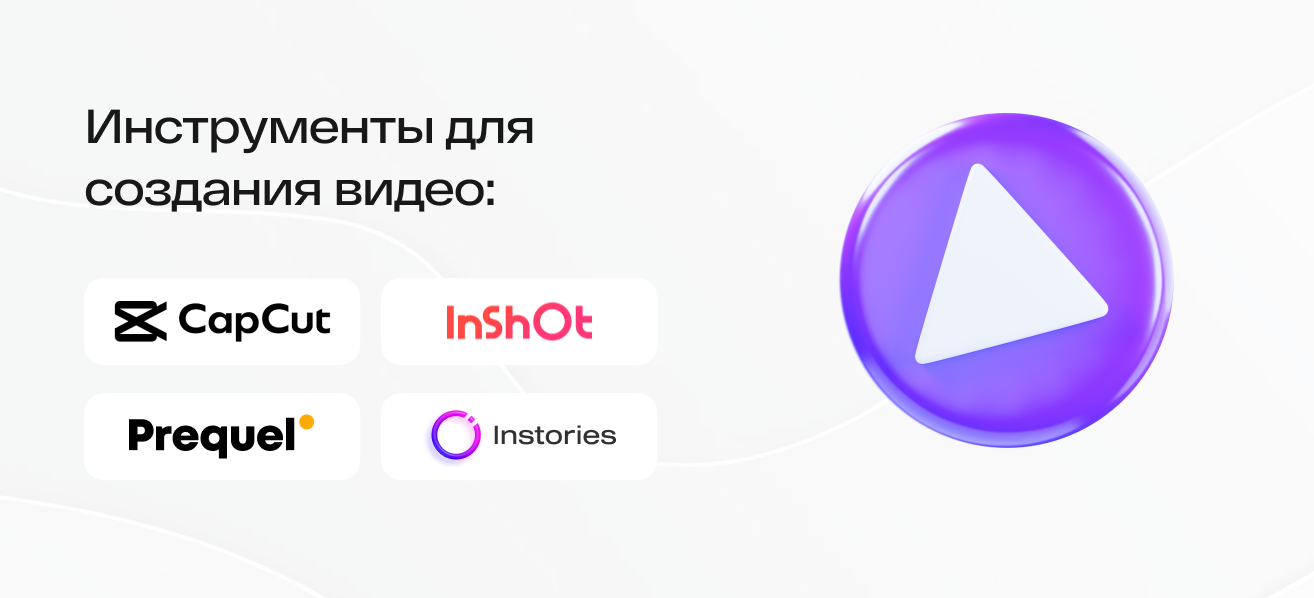 Инструменты для
создания видео:
CapCut
InShOt
Prequel
Instories